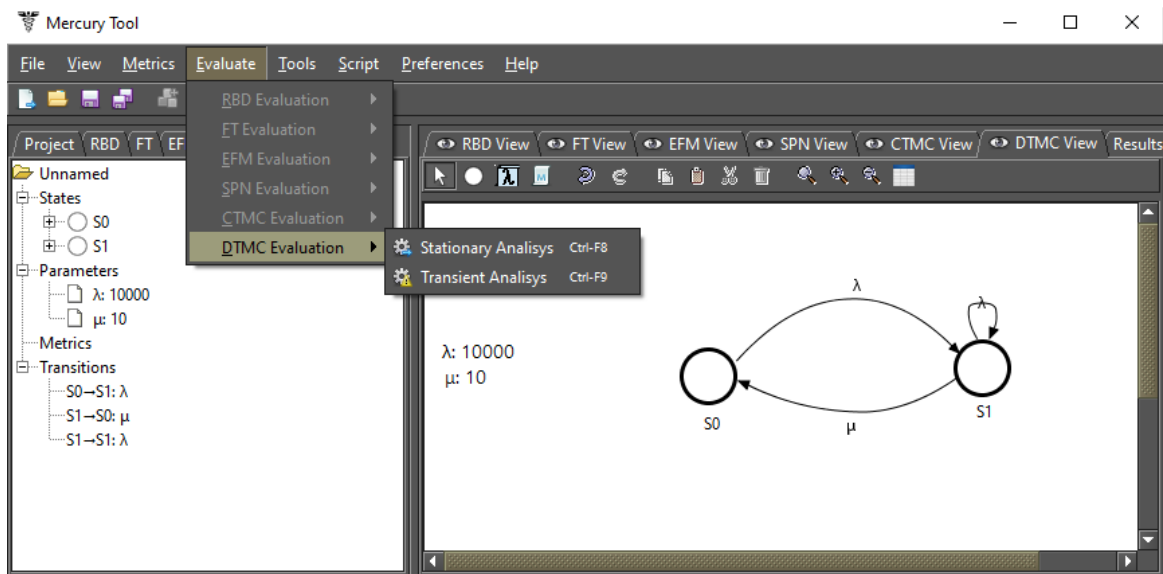 Mercury Tool
File View Metrics Evaluate Tools Script Preferences Help
Project RBD FT EF
Unnamed
States
S0
S1
Parameters
λ: 10000
μ: 10
Metrics
Transitions
S0→S1: λ
S1→S0: μ
S1→S1: λ
RBD Evaluation
FT Evaluation
EFM Evaluation
SPN Evaluation
CTMC Evaluation
DTMC Evaluation
Stationary Analisys Ctrl-F8
Transient Analisys Ctrl-F9
RBD View FT View EFM View SPN View CTMC View DTMC View Results
λ M
λ: 10000
μ: 10
λ
λ
S0
S1
μ